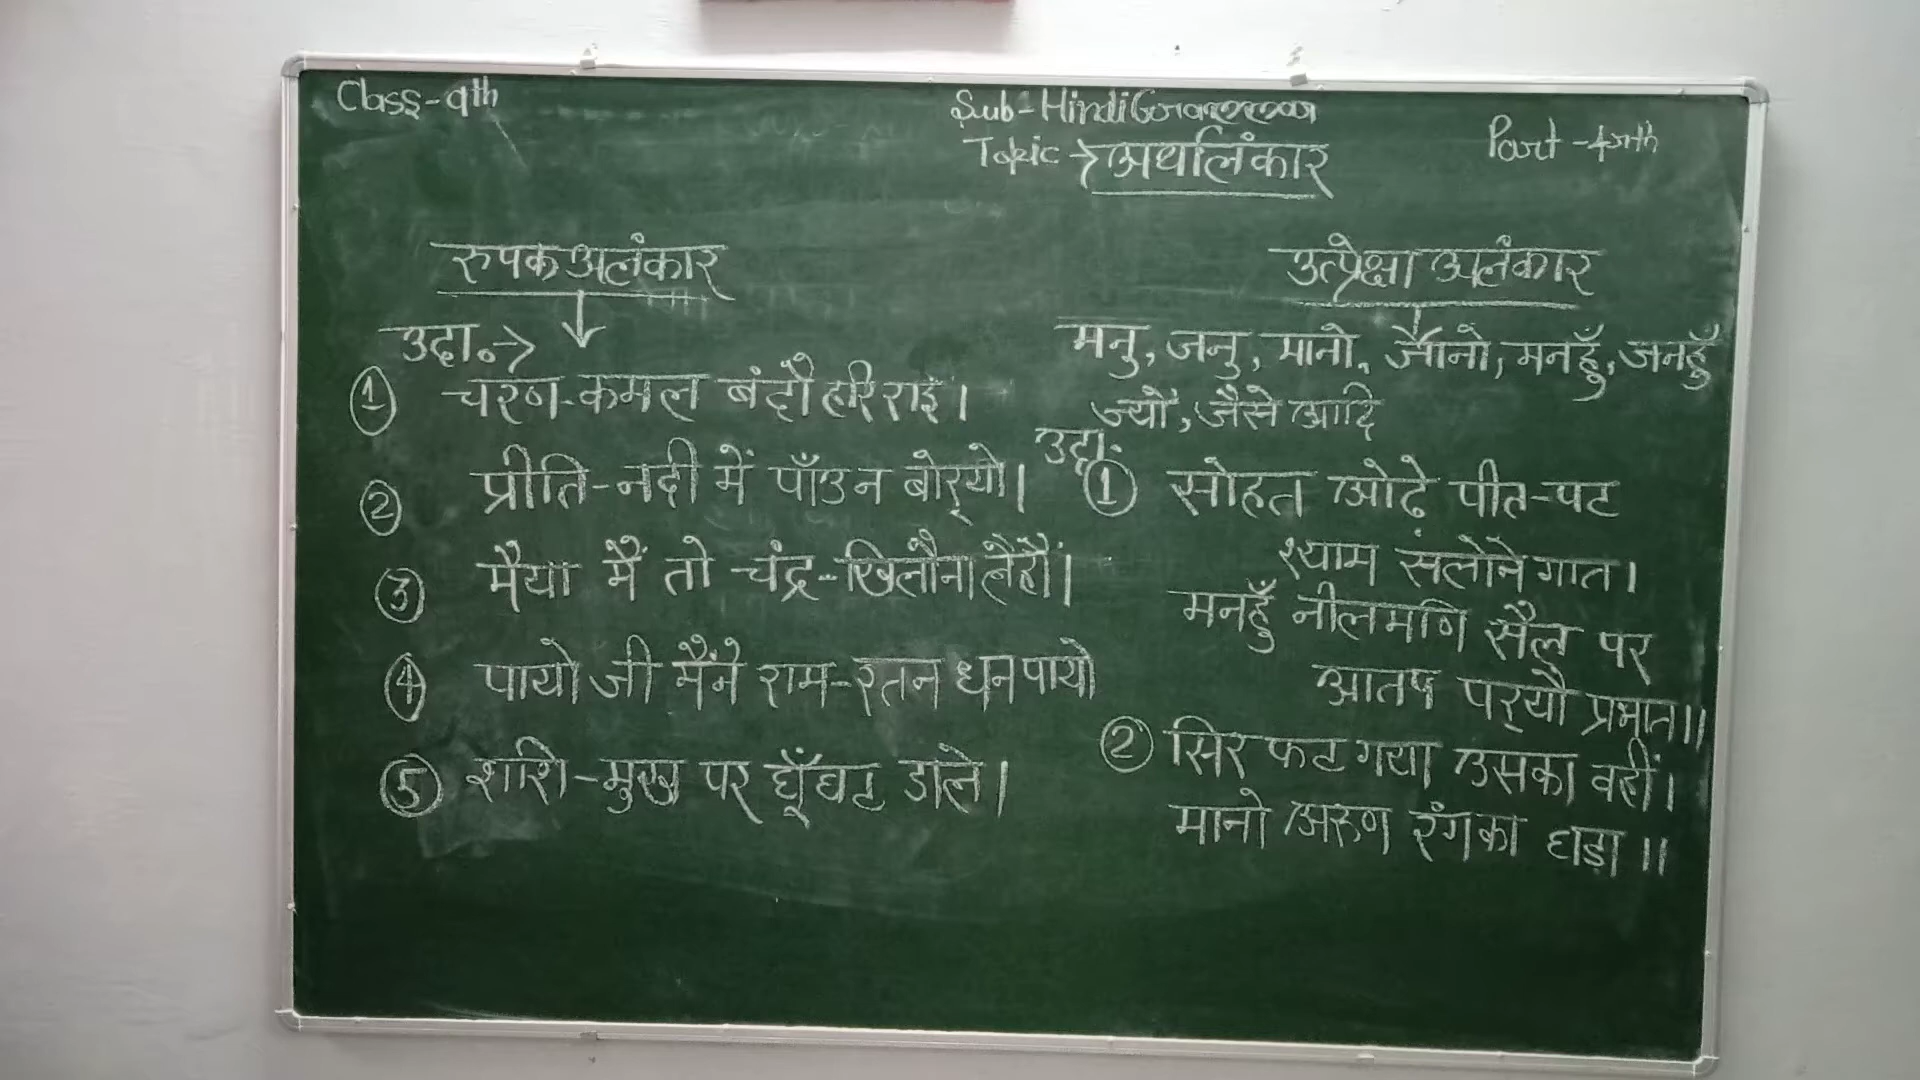 Class-9th
Sub-Hindi Grammar
Topic → अर्थालंकार
Part-4rth
रुपक अलंकार
उदा.→
① चरण-कमल बंदौ हरि राइ।
② प्रीति-नदी में पाँउ न बोर्‌यो।
③ मैया मैं तो चंद्र-खिलौना लैहौं।
④ पायो जी मैंने राम-रतन धन पायो
⑤ शशि-मुख पर घूँघट डाले।
उत्प्रेक्षा अलंकार
मनु, जनु, मानो, जानो, मनहुँ, जनहुँ
ज्यों, जैसे आदि
उदा.
① सोहत ओढ़े पीत-पट
श्याम सलोने गात।
मनहुँ नीलमणि सैल पर
आतप पर्‌यौ प्रभात॥
② सिर फट गया उसका वहीं।
मानो अरुण रंग का घड़ा॥